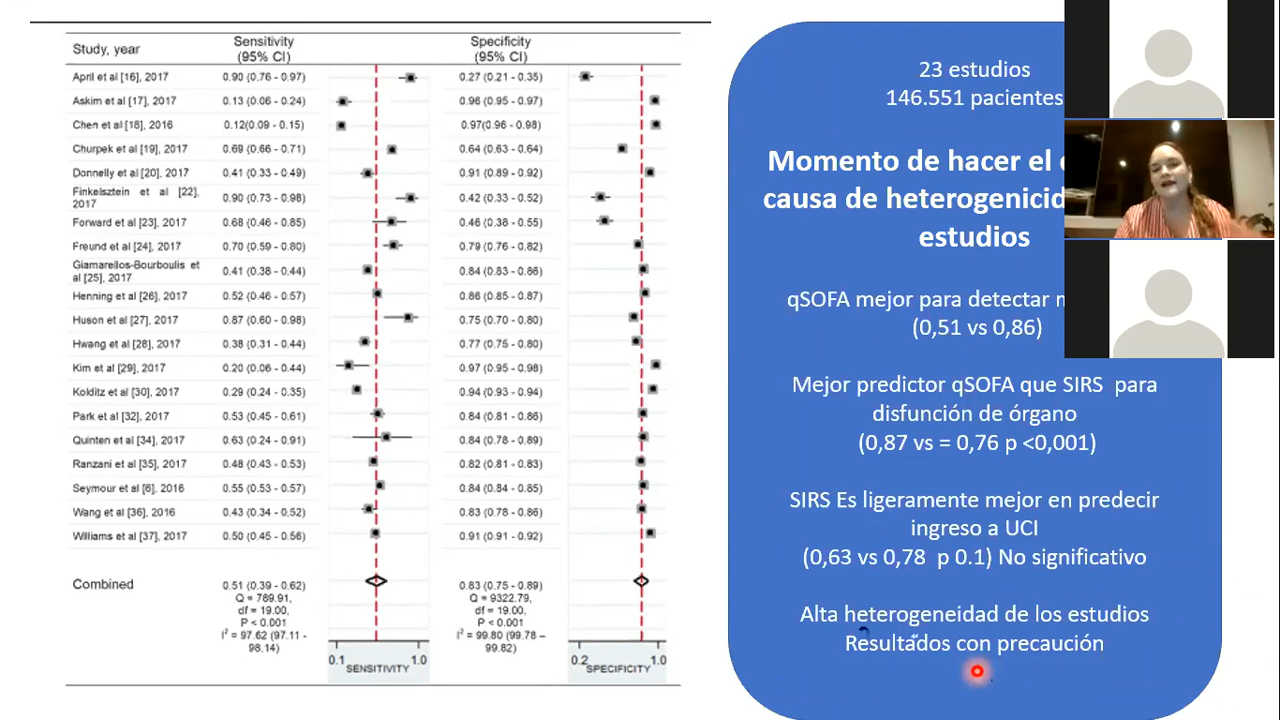 Study, year
Sensitivity
(95% CI)
Specificity
(95% CI)
April et al [16], 2017 0.90 (0.76 - 0.97) 0.27 (0.21 - 0.35)
Askim et al [17], 2017 0.13 (0.06 - 0.24) 0.96 (0.95 - 0.97)
Chen et al [18], 2016 0.12(0.09 - 0.15) 0.97(0.96 - 0.98)
Churpek et al [19], 2017 0.69 (0.66 - 0.71) 0.64 (0.63 - 0.64)
Donnelly et al [20], 2017 0.41 (0.33 - 0.49) 0.91 (0.89 - 0.92)
Finkelsztein et al [22],
2017 0.90 (0.73 - 0.98) 0.42 (0.33 - 0.52)
Forward et al [23], 2017 0.68 (0.46 - 0.85) 0.46 (0.38 - 0.55)
Freund et al [24], 2017 0.70 (0.59 - 0.80) 0.79 (0.76 - 0.82)
Giamarellos-Bourboulis et
al [25], 2017 0.41 (0.38 - 0.44) 0.84 (0.83 - 0.86)
Henning et al [26], 2017 0.52 (0.46 - 0.57) 0.86 (0.85 - 0.87)
Huson et al [27], 2017 0.87 (0.60 - 0.98) 0.75 (0.70 - 0.80)
Hwang et al [28], 2017 0.38 (0.31 - 0.44) 0.77 (0.75 - 0.80)
Kim et al [29], 2017 0.20 (0.06 - 0.44) 0.97 (0.95 - 0.98)
Kolditz et al [30], 2017 0.29 (0.24 - 0.35) 0.94 (0.93 - 0.94)
Park et al [32], 2017 0.53 (0.45 - 0.61) 0.84 (0.81 - 0.86)
Quinten et al [34], 2017 0.63 (0.24 - 0.91) 0.84 (0.78 - 0.89)
Ranzani et al [35], 2017 0.48 (0.43 - 0.53) 0.82 (0.81 - 0.83)
Seymour et al [6], 2016 0.55 (0.53 - 0.57) 0.84 (0.84 - 0.85)
Wang et al [36], 2016 0.43 (0.34 - 0.52) 0.83 (0.78 - 0.86)
Williams et al [37], 2017 0.50 (0.45 - 0.56) 0.91 (0.91 - 0.92)
Combined 0.51 (0.39 - 0.62) 0.83 (0.75 - 0.89)
Q = 789.91, Q = 9322.79,
df = 19.00, df = 19.00,
P < 0.001 P < 0.001
I² = 97.62 (97.11 - I² = 99.80 (99.78 –
98.14) 99.82)
0.1 1.0 0.2 1.0
SENSITIVITY SPECIFICITY
23 estudios
146.551 pacientes
Momento de hacer el
causa de
estudios
qSOFA mejor para detectar
(0,51 vs 0,86)
Mejor predictor qSOFA que SIRS para
disfunción de órgano
(0,87 vs = 0,76 p <0,001)
SIRS Es ligeramente mejor en predecir
ingreso a UCI
(0,63 vs 0,78 p 0.1) No significativo
Alta heterogeneidad de los estudios
Resultados con precaución